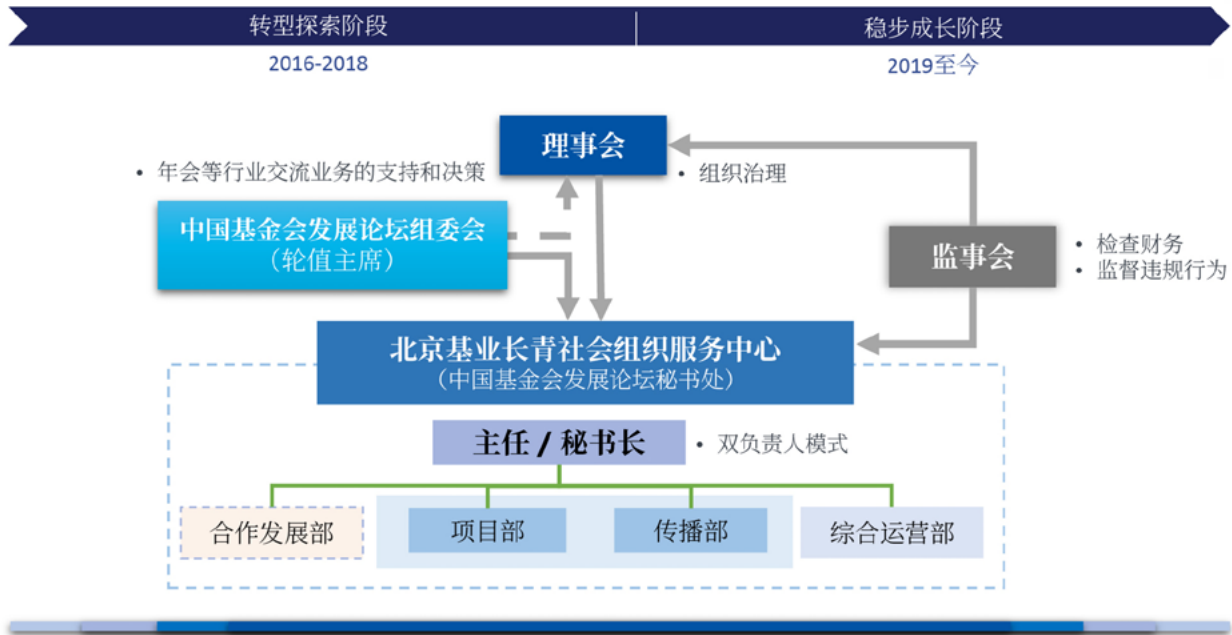 转型探索阶段
稳步成长阶段
2016-2018
2019至今
理事会
• 年会等行业交流业务的支持和决策
• 组织治理
中国基金会发展论坛组委会
（轮值主席）
监事会
• 检查财务
• 监督违规行为
北京基业长青社会组织服务中心
（中国基金会发展论坛秘书处）
主任 / 秘书长
• 双负责人模式
合作发展部
项目部
传播部
综合运营部